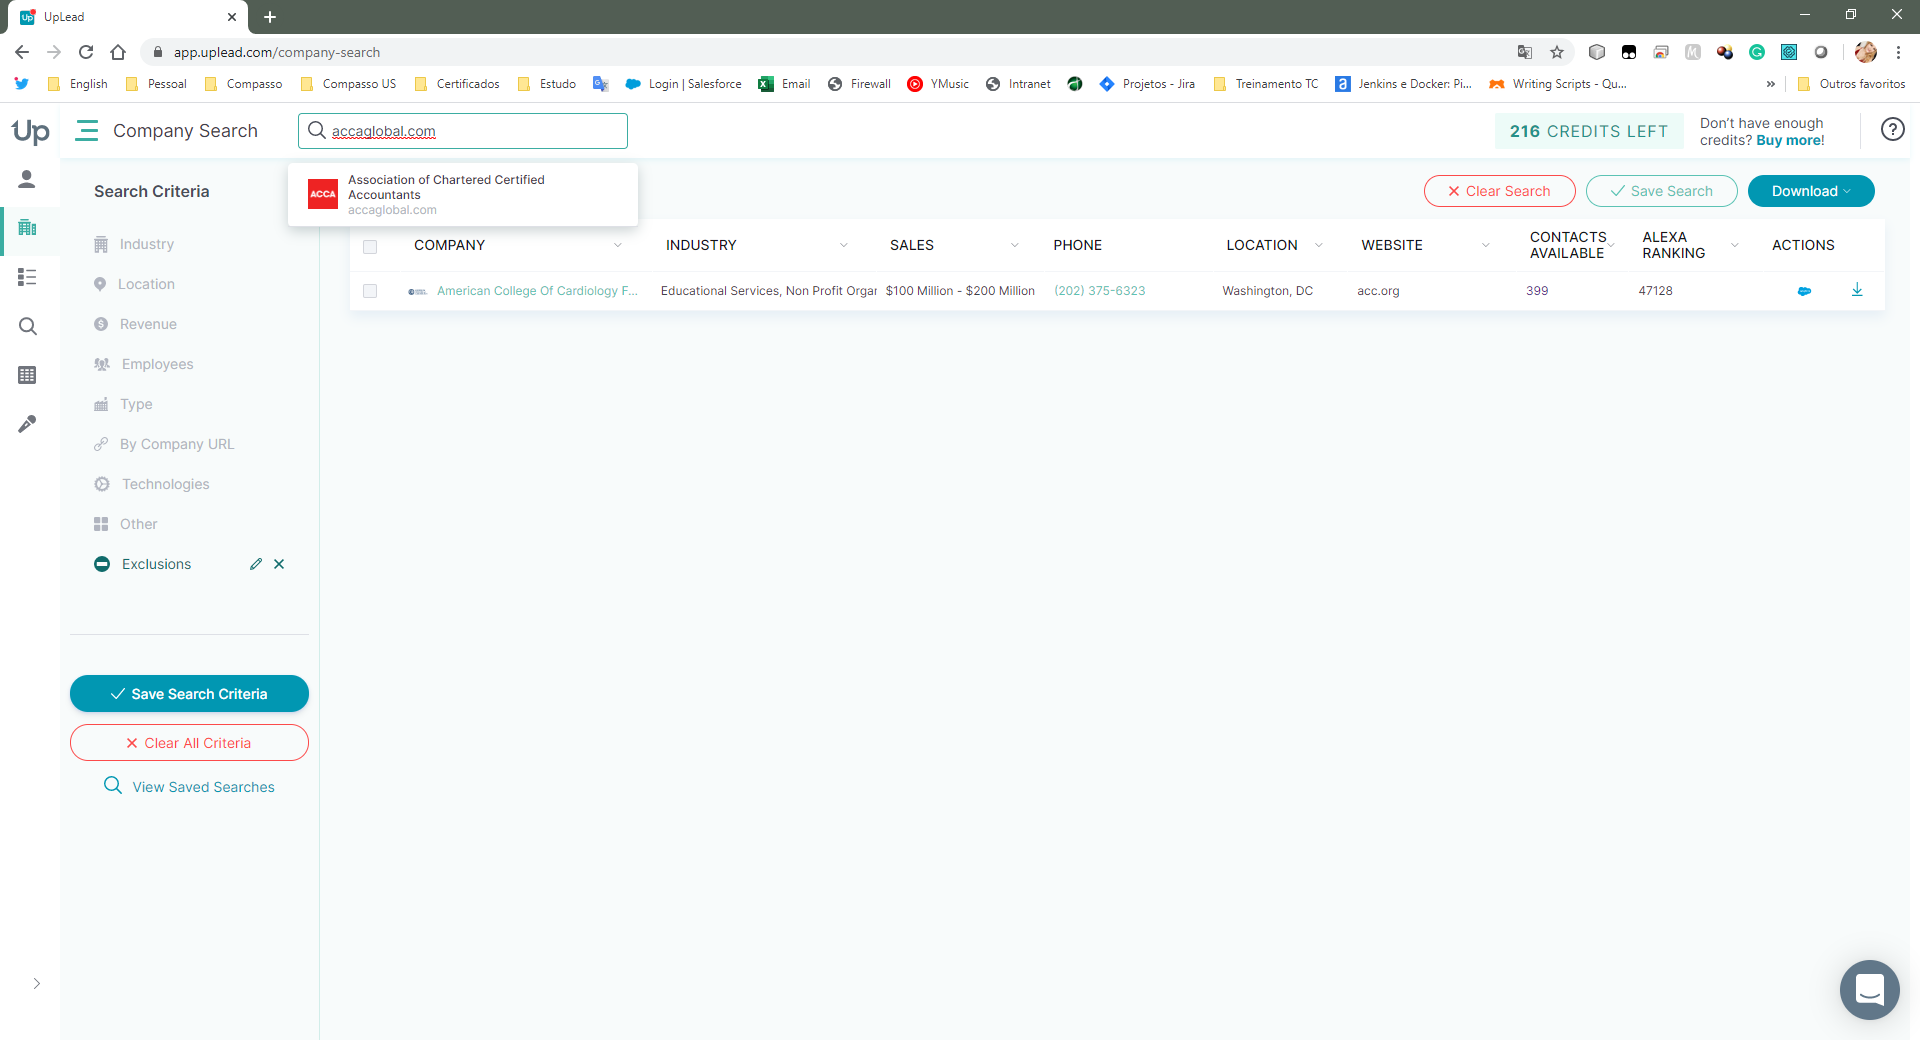 UpLead
app.uplead.com/company-search
English
Pessoal
Compasso
Compasso US
Certificados
Estudo
Login | Salesforce
Email
Firewall
YMusic
Intranet
Projetos - Jira
Treinamento TC
Jenkins e Docker: Pi...
Writing Scripts - Qu...
»
Outros favoritos
Up
Company Search
accaglobal.com
216 CREDITS LEFT
Don't have enough
credits? Buy more!
ACCA
Association of Chartered Certified
Accountants
accaglobal.com
Search Criteria
Clear Search
Save Search
Download
Industry
Location
Revenue
Employees
Type
By Company URL
Technologies
Other
Exclusions
COMPANY
INDUSTRY
SALES
PHONE
LOCATION
WEBSITE
CONTACTS
AVAILABLE
ALEXA
RANKING
ACTIONS
American College Of Cardiology F...
Educational Services, Non Profit Organ
$100 Million - $200 Million
(202) 375-6323
Washington, DC
acc.org
399
47128
Save Search Criteria
Clear All Criteria
View Saved Searches